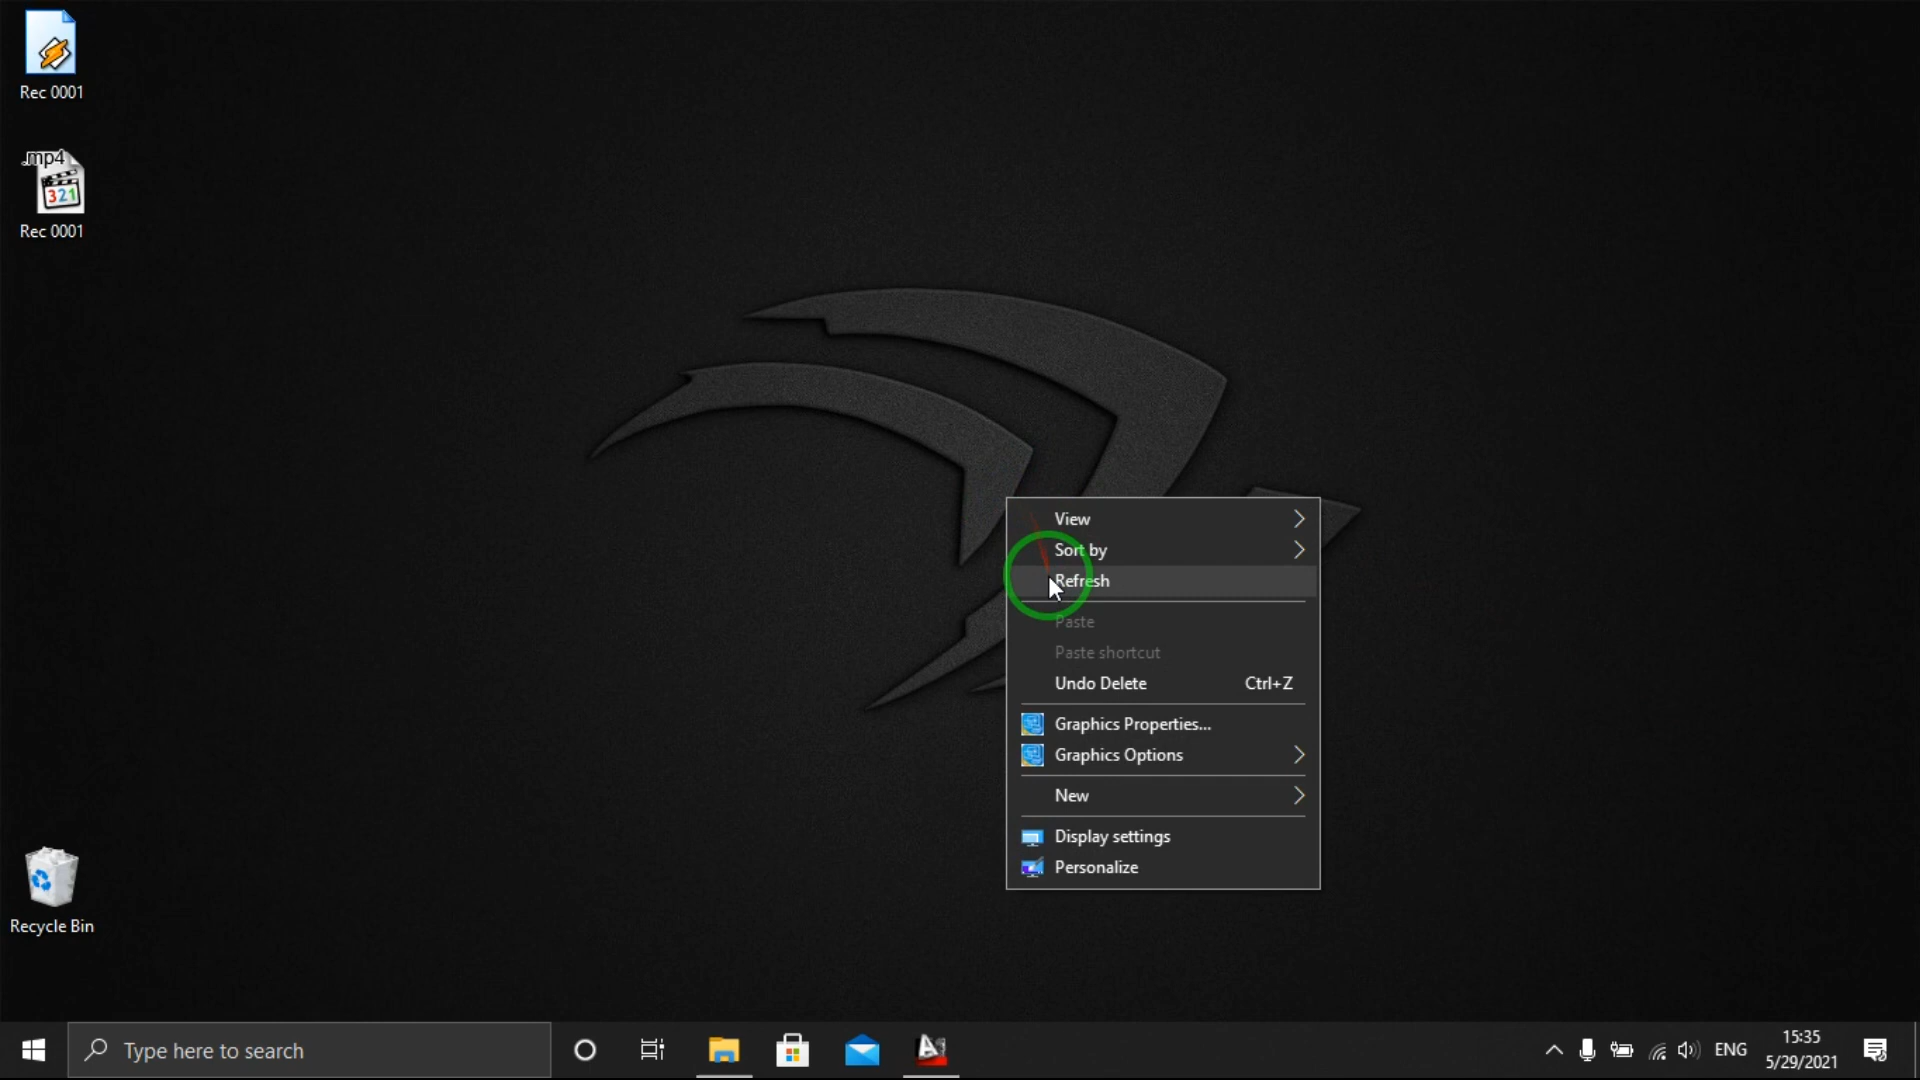 Rec 0001
.mp4
321
Rec 0001
View
Sort by
Refresh
Paste
Paste shortcut
Undo Delete Ctrl+Z
Graphics Properties...
Graphics Options
New
Display settings
Personalize
Recycle Bin
Type here to search
ENG
15:35
5/29/2021